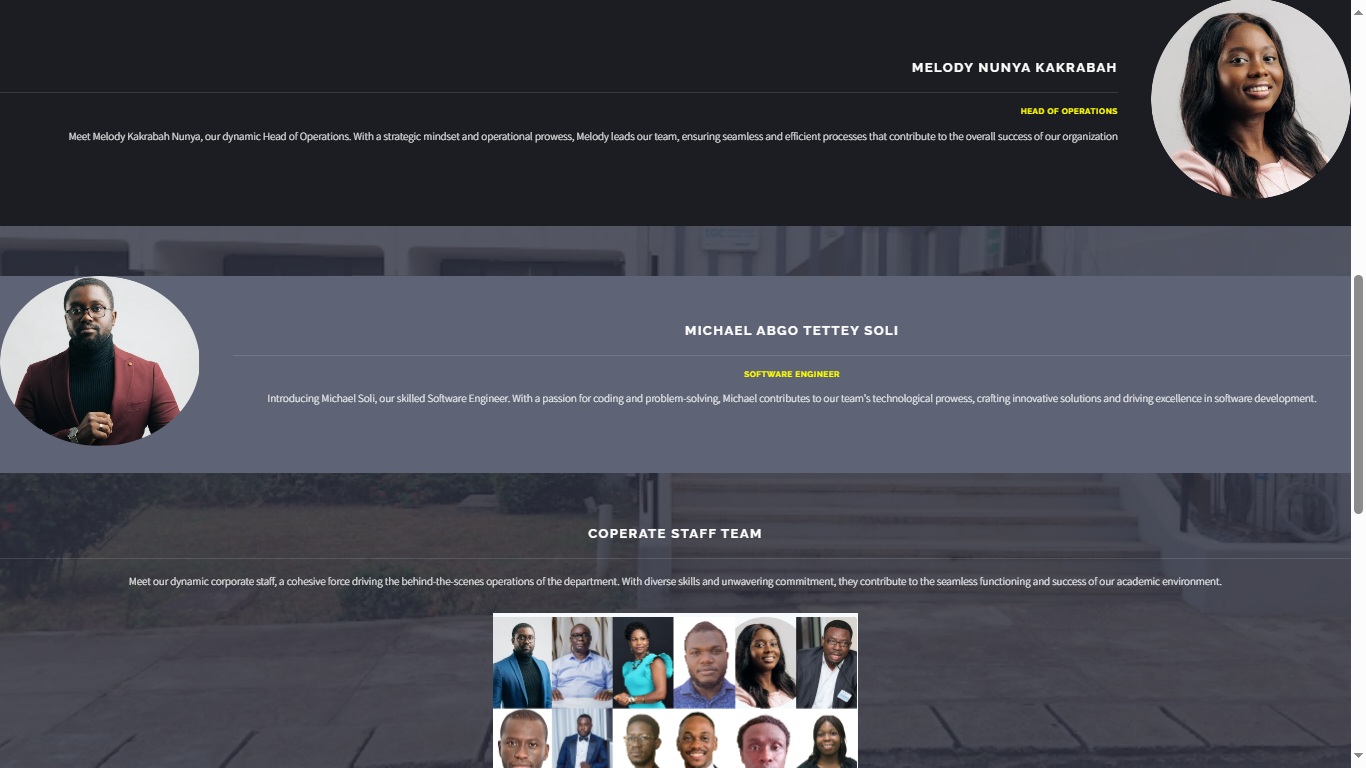 MELODY NUNYA KAKRABAH
HEAD OF OPERATIONS
Meet Melody Kakrabah Nunya, our dynamic Head of Operations. With a strategic mindset and operational prowess, Melody leads our team, ensuring seamless and efficient processes that contribute to the overall success of our organization
MICHAEL ABGO TETTEY SOLI
SOFTWARE ENGINEER
Introducing Michael Soli, our skilled Software Engineer. With a passion for coding and problem-solving, Michael contributes to our team's technological prowess, crafting innovative solutions and driving excellence in software development.
COPERATE STAFF TEAM
Meet our dynamic corporate staff, a cohesive force driving the behind-the-scenes operations of the department. With diverse skills and unwavering commitment, they contribute to the seamless functioning and success of our academic environment.